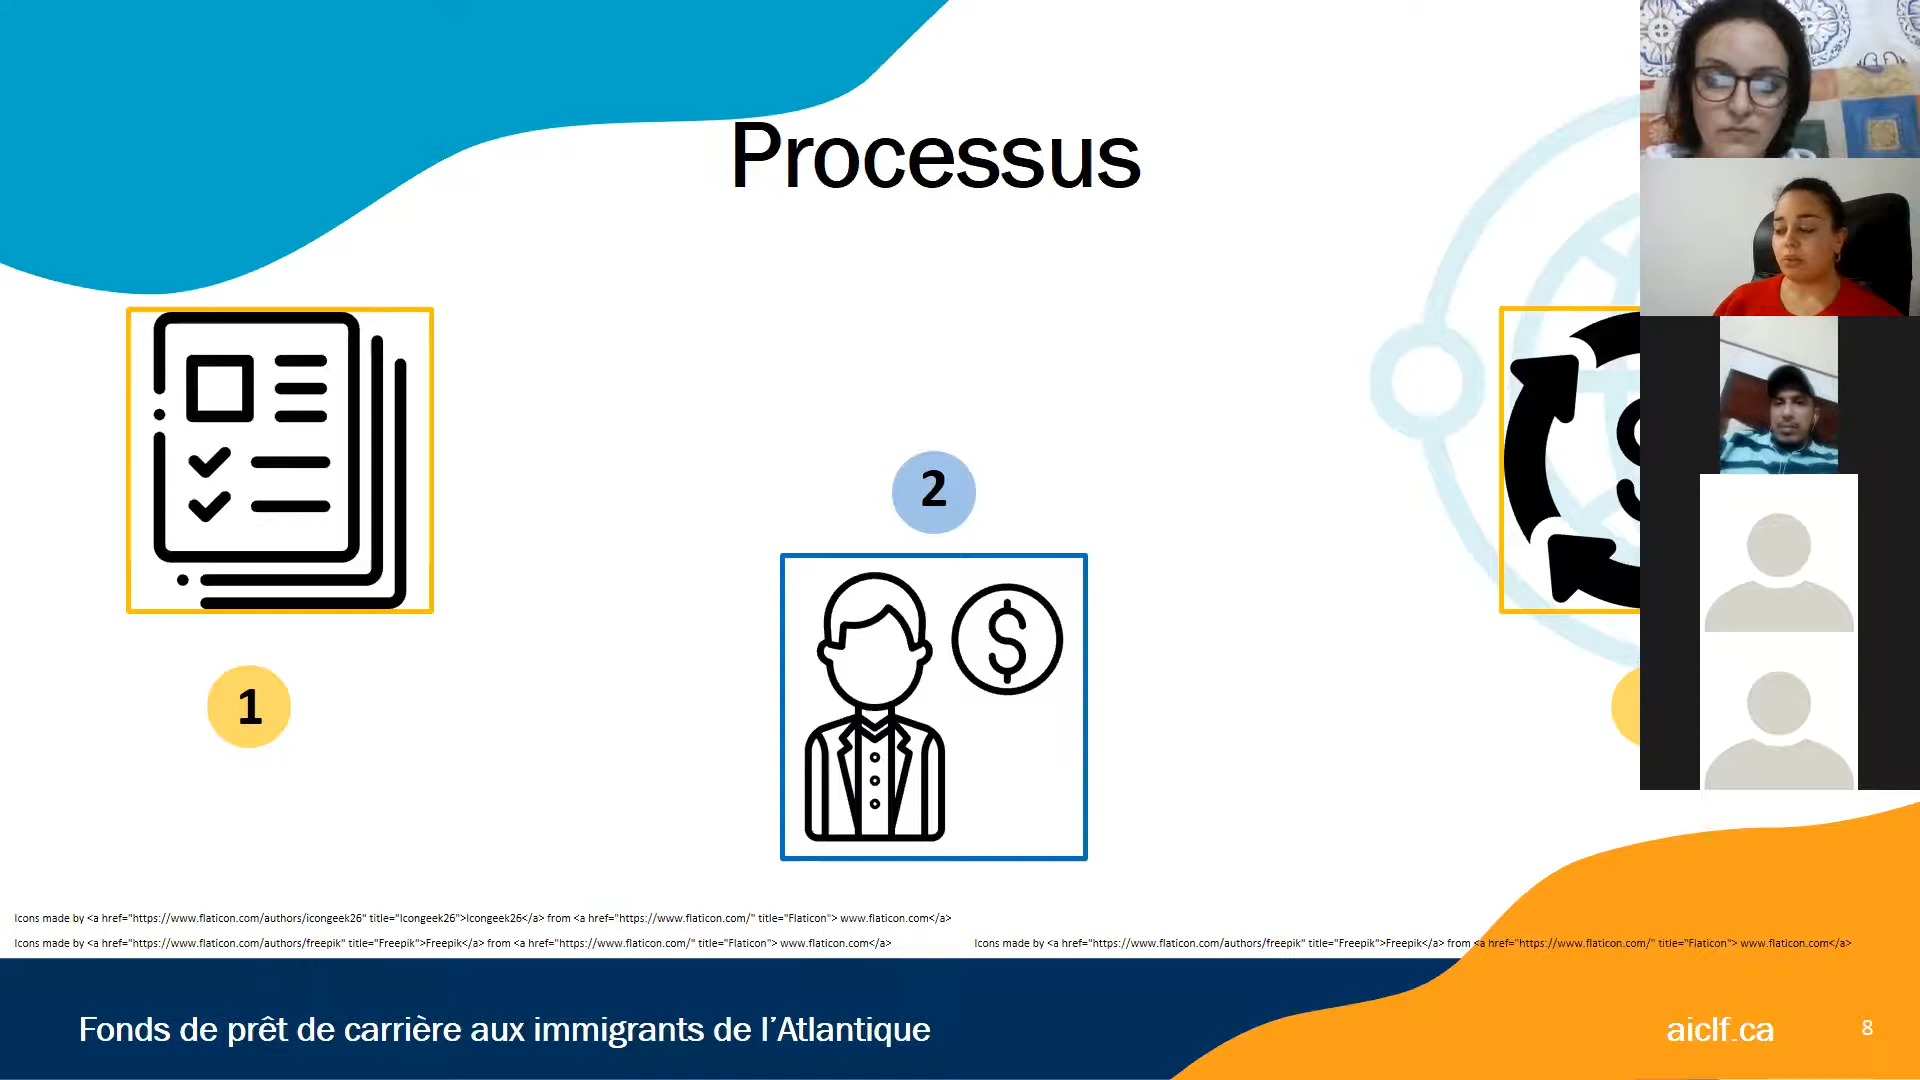 Processus
2
$
$
1
Icons made by <a href="https://www.flaticon.com/authors/icongeek26" title="Icongeek26">Icongeek26</a> from <a href="https://www.flaticon.com/" title="Flaticon"> www.flaticon.com</a>
Icons made by <a href="https://www.flaticon.com/authors/freepik" title="Freepik">Freepik</a> from <a href="https://www.flaticon.com/" title="Flaticon"> www.flaticon.com</a>
Icons made by <a href="https://www.flaticon.com/authors/freepik" title="Freepik">Freepik</a> from <a href="https://www.flaticon.com/" title="Flaticon"> www.flaticon.com</a>
Fonds de prêt de carrière aux immigrants de l’Atlantique
aiclf.ca
8